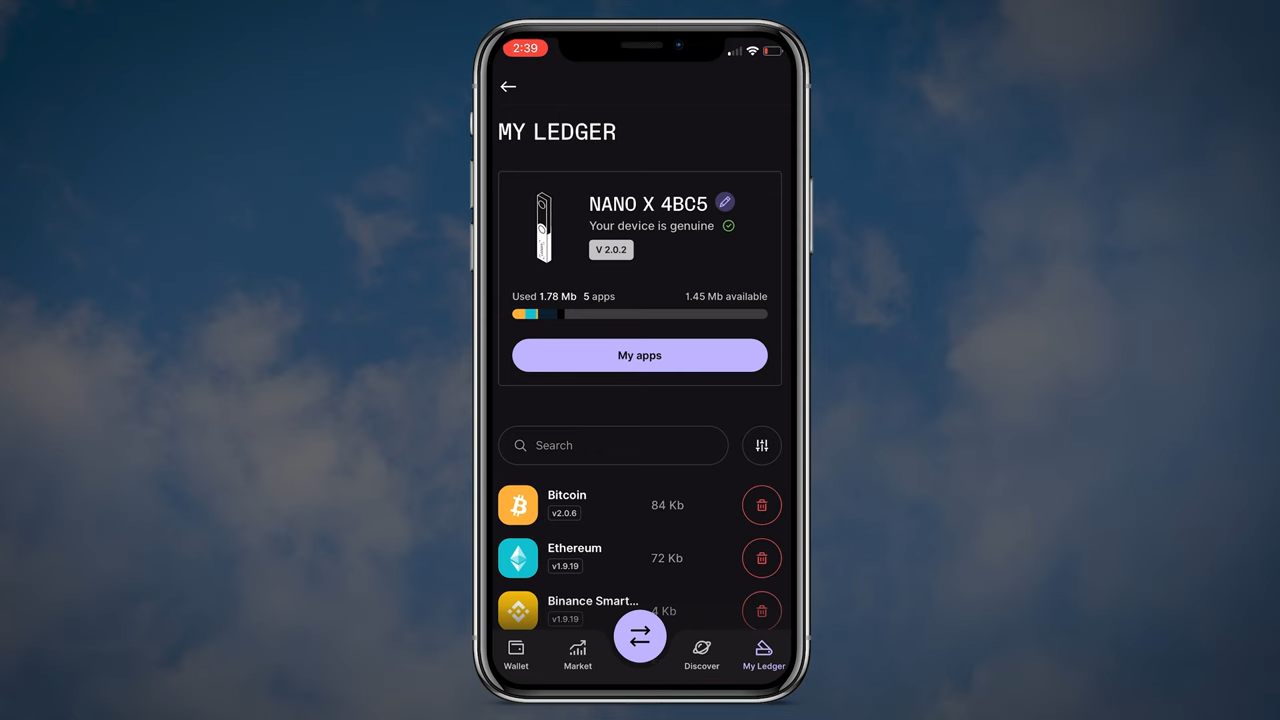 2:39
MY LEDGER
NANO X 4BC5
Your device is genuine
V 2.0.2
Used 1.78 Mb 5 apps 1.45 Mb available
My apps
Search
Bitcoin
v2.0.6
84 Kb
Ethereum
v1.9.19
72 Kb
Binance Smart...
v1.9.19
4 Kb
Wallet
Market
Discover
My Ledger